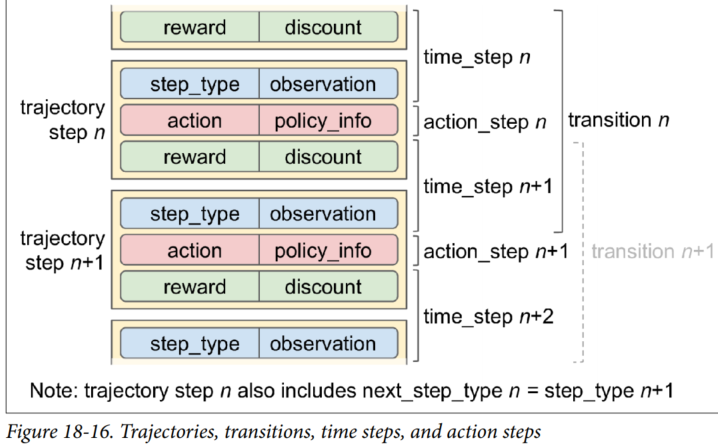 reward discount
time_step n
step_type observation
trajectory step n
action policy_info
action_step n
transition n
reward discount
time_step n+1
step_type observation
trajectory step n+1
action policy_info
action_step n+1
transition n+1
reward discount
time_step n+2
step_type observation
Note: trajectory step n also includes next_step_type n = step_type n+1
Figure 18-16. Trajectories, transitions, time steps, and action steps